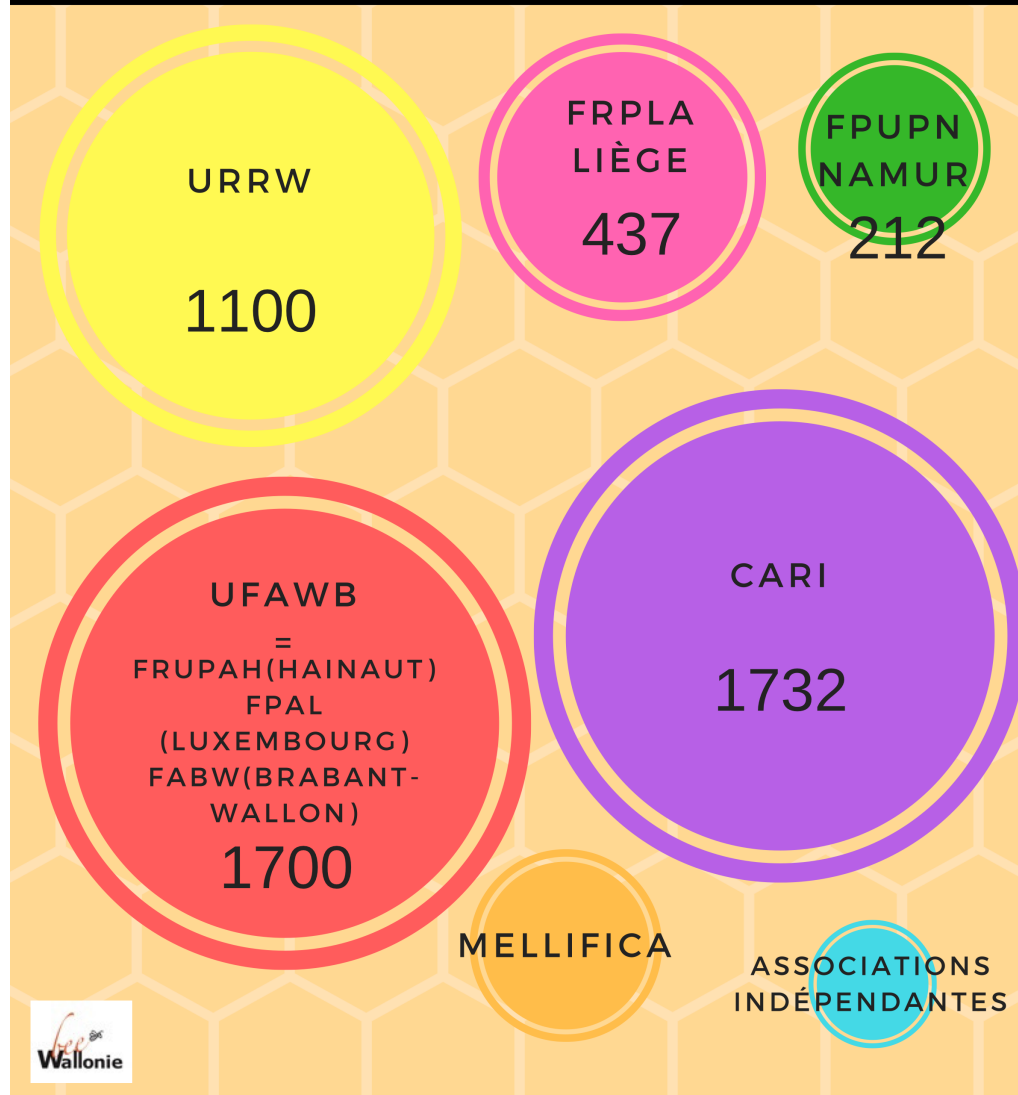 URRW
1100
FRPLA
LIÈGE
437
FPUPN
NAMUR
212
UFAWB
=
FRUPAH(HAINAUT)
FPAL
(LUXEMBOURG)
FABW(BRABANT-
WALLON)
1700
CARI
1732
MELLIFICA
ASSOCIATIONS
INDÉPENDANTES
bee
Wallonie